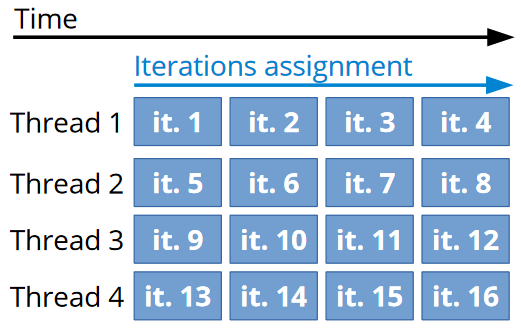 Time
Iterations assignment
Thread 1 it. 1 it. 2 it. 3 it. 4
Thread 2 it. 5 it. 6 it. 7 it. 8
Thread 3 it. 9 it. 10 it. 11 it. 12
Thread 4 it. 13 it. 14 it. 15 it. 16